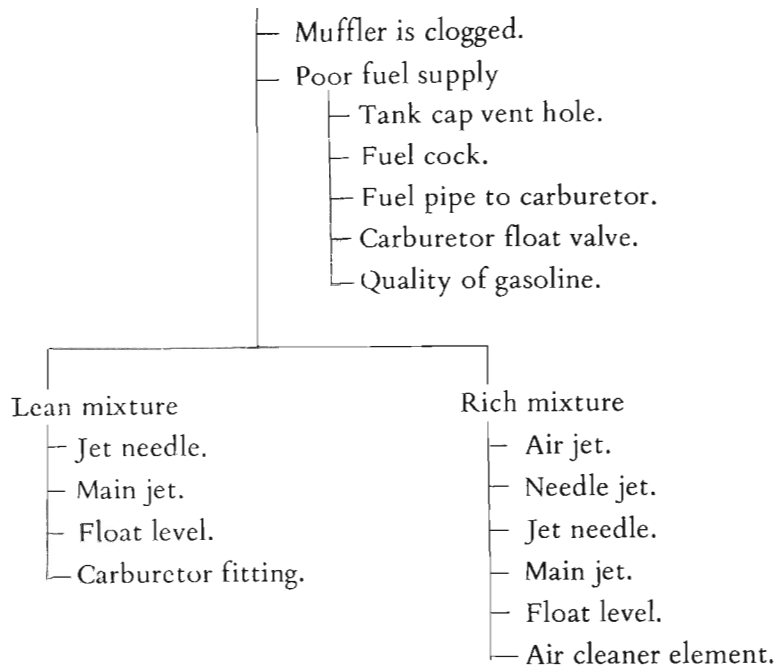 Muffler is clogged.
Poor fuel supply
Tank cap vent hole.
Fuel cock.
Fuel pipe to carburetor.
Carburetor float valve.
Quality of gasoline.
Lean mixture
Jet needle.
Main jet.
Float level.
Carburetor fitting.
Rich mixture
Air jet.
Needle jet.
Jet needle.
Main jet.
Float level.
Air cleaner element.